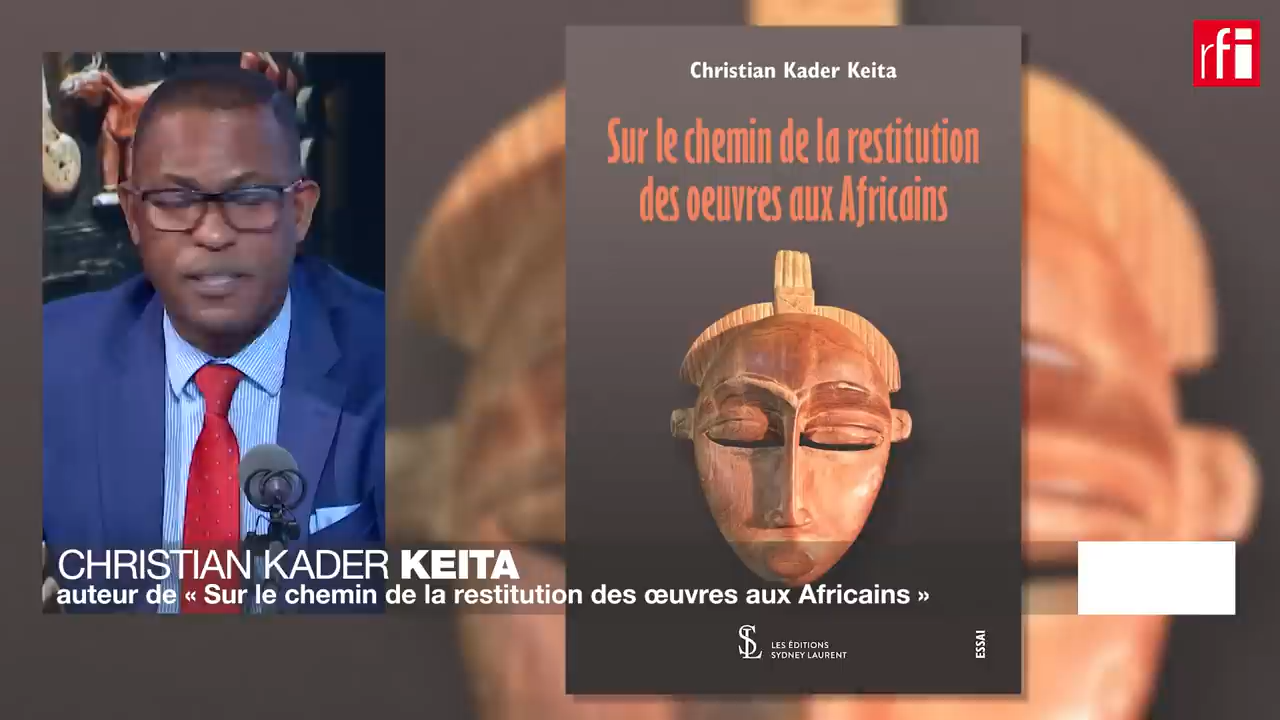 rfi
Christian Kader Keita
Sur le chemin de la restitution
des oeuvres aux Africains
CHRISTIAN KADER KEITA
auteur de « Sur le chemin de la restitution des œuvres aux Africains »
SL
LES ÉDITIONS
SYDNEY LAURENT
ESSAI